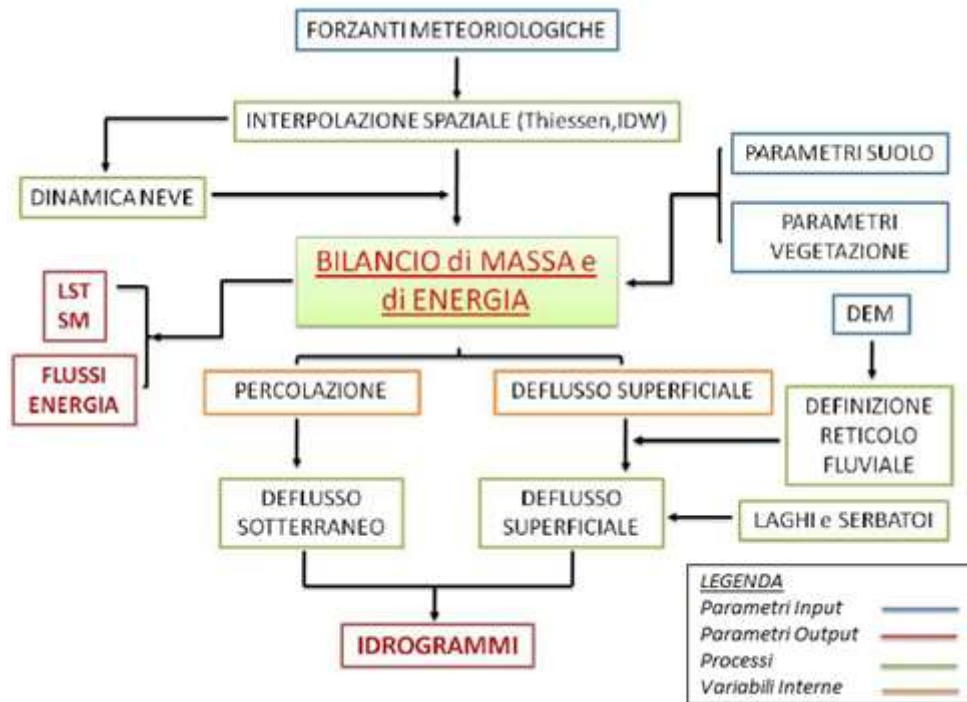 FORZANTI METEORIOLOGICHE
INTERPOLAZIONE SPAZIALE (Thiessen,IDW)
DINAMICA NEVE
PARAMETRI SUOLO
PARAMETRI
VEGETAZIONE
BILANCIO di MASSA e
di ENERGIA
LST
SM
FLUSSI
ENERGIA
DEM
PERCOLAZIONE
DEFLUSSO SUPERFICIALE
DEFINIZIONE
RETICOLO
FLUVIALE
DEFLUSSO
SOTTERRANEO
DEFLUSSO
SUPERFICIALE
LAGHI e SERBATOI
IDROGRAMMI
LEGENDA
Parametri Input
Parametri Output
Processi
Variabili Interne